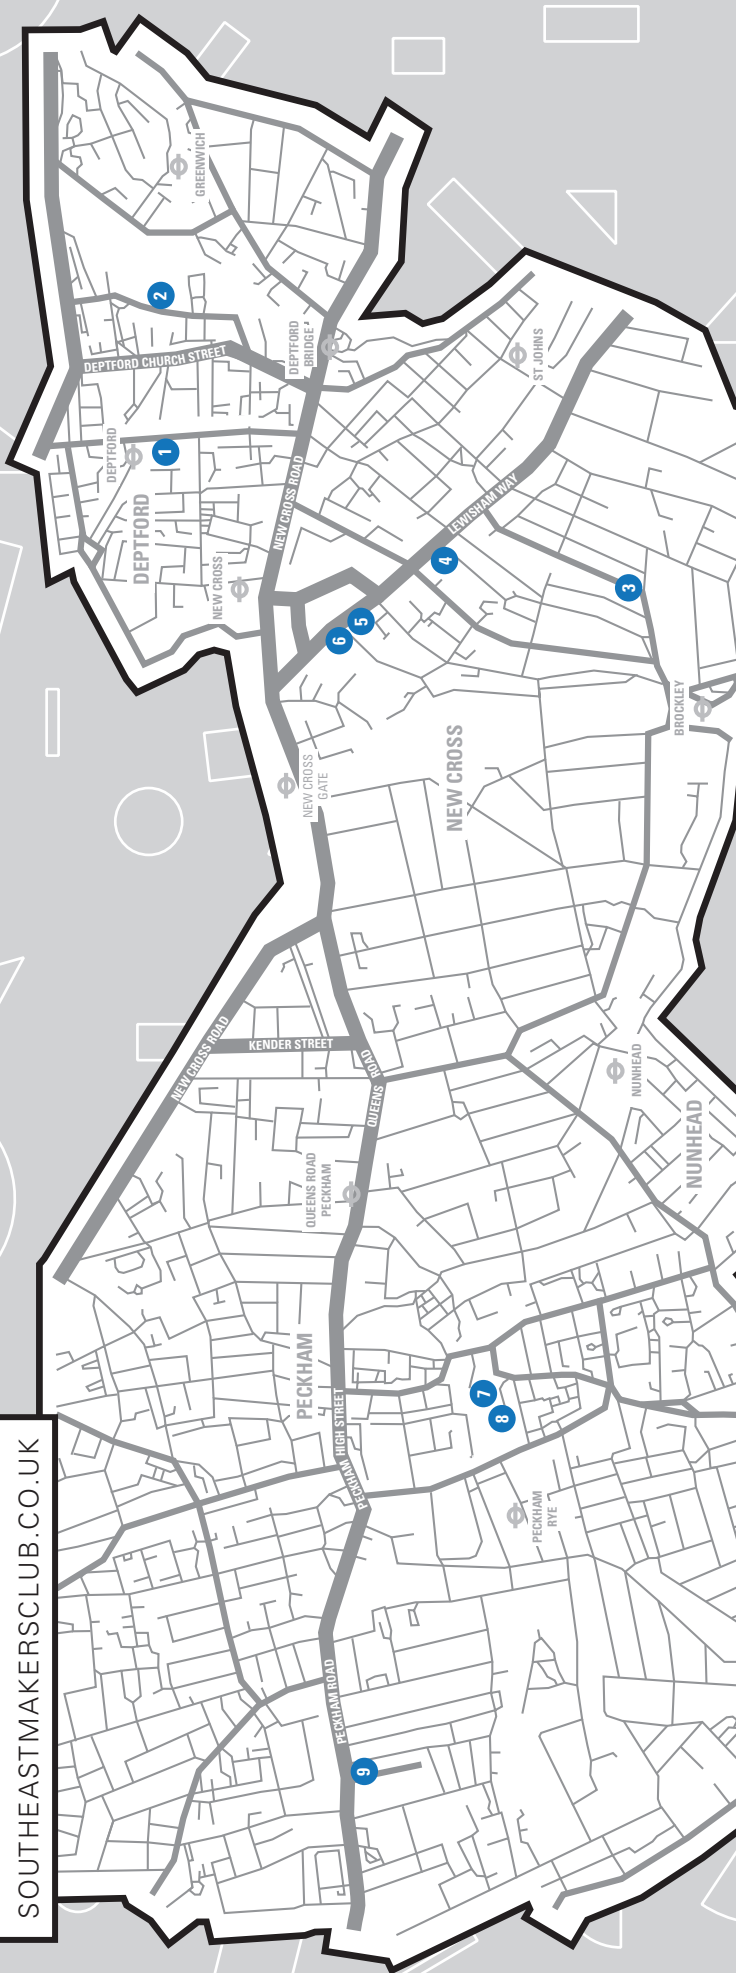 SOUTHEASTMAKERSCLUB.CO.UK
GREENWICH
2
DEPTFORD CHURCH STREET
DEPTFORD
BRIDGE
ST JOHNS
DEPTFORD
1
DEPTFORD
NEW CROSS
NEW CROSS ROAD
LEWISHAM WAY
4
3
5
6
BROCKLEY
NEW CROSS
GATE
NEW CROSS
NEW CROSS ROAD
KENDER STREET
QUEENS ROAD
NUNHEAD
NUNHEAD
QUEENS ROAD
PECKHAM
PECKHAM
PECKHAM HIGH STREET
7
8
PECKHAM
RYE
PECKHAM ROAD
9